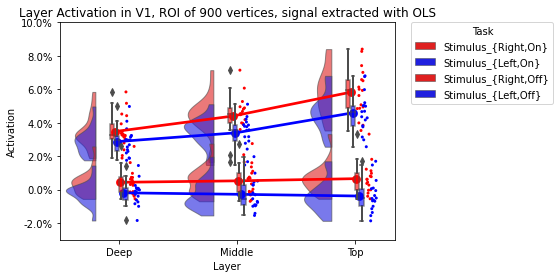 Layer Activation in V1, ROI of 900 vertices, signal extracted with OLS
10.0%
8.0%
6.0%
4.0%
2.0%
0.0%
-2.0%
Activation
Deep
Middle
Top
Layer
Task
Stimulus_{Right,On}
Stimulus_{Left,On}
Stimulus_{Right,Off}
Stimulus_{Left,Off}